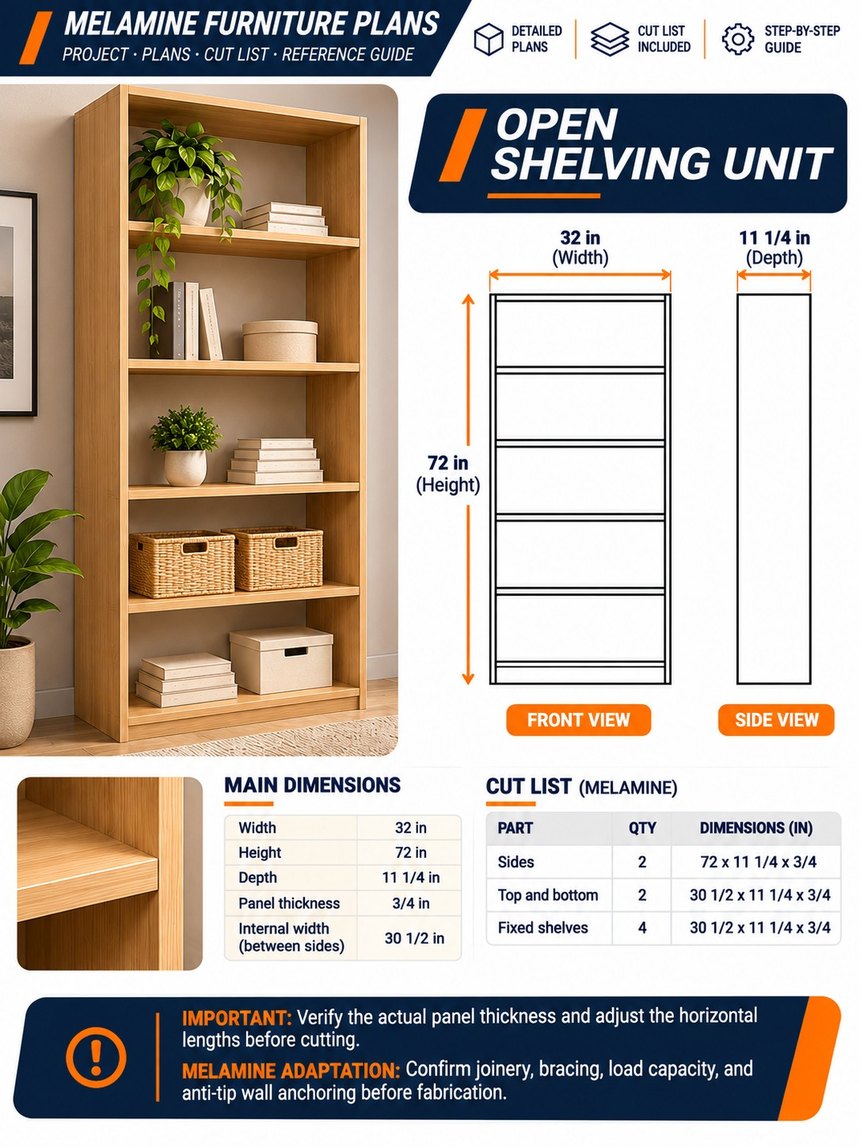 MELAMINE FURNITURE PLANS
PROJECT · PLANS · CUT LIST · REFERENCE GUIDE
DETAILED
PLANS
CUT LIST
INCLUDED
STEP-BY-STEP
GUIDE
OPEN
SHELVING UNIT
32 in
(Width)
11 1/4 in
(Depth)
72 in
(Height)
FRONT VIEW
SIDE VIEW
MAIN DIMENSIONS
Width 32 in
Height 72 in
Depth 11 1/4 in
Panel thickness 3/4 in
Internal width
(between sides) 30 1/2 in
CUT LIST (MELAMINE)
PART QTY DIMENSIONS (IN)
Sides 2 72 x 11 1/4 x 3/4
Top and bottom 2 30 1/2 x 11 1/4 x 3/4
Fixed shelves 4 30 1/2 x 11 1/4 x 3/4
IMPORTANT: Verify the actual panel thickness and adjust the horizontal
lengths before cutting.
MELAMINE ADAPTATION: Confirm joinery, bracing, load capacity, and
anti-tip wall anchoring before fabrication.